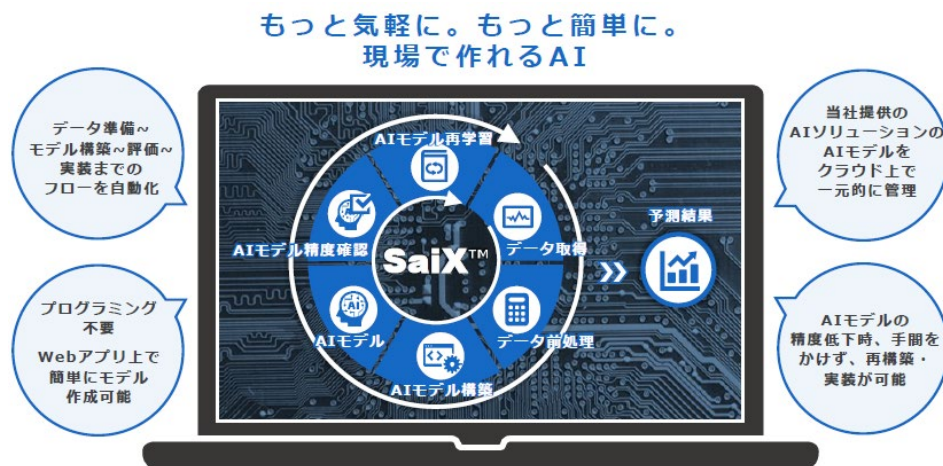 もっと気軽に。もっと簡単に。
現場で作れるAI
データ準備~
モデル構築~評価~
実装までの
フローを自動化
プログラミング
不要
Webアプリ上で
簡単にモデル
作成可能
AIモデル再学習
データ取得
データ前処理
AIモデル構築
AIモデル
AIモデル精度確認
SaiX™
AI
予測結果
当社提供の
AIソリューションの
AIモデルを
クラウド上で
一元的に管理
AIモデルの
精度低下時、手間を
かけず、再構築・
実装が可能